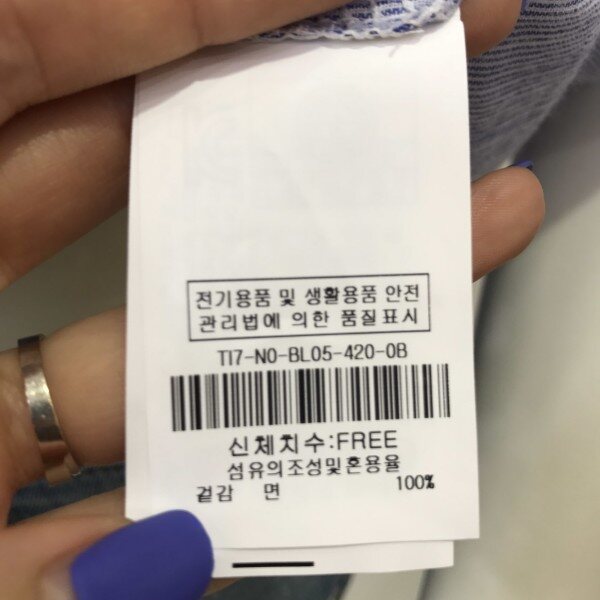 전기용품 및 생활용품 안전
관리법에 의한 품질표시
TI7-N0-BL05-420-0B
신체치수:FREE
섬유의조성및혼용율
겉감 면 100%